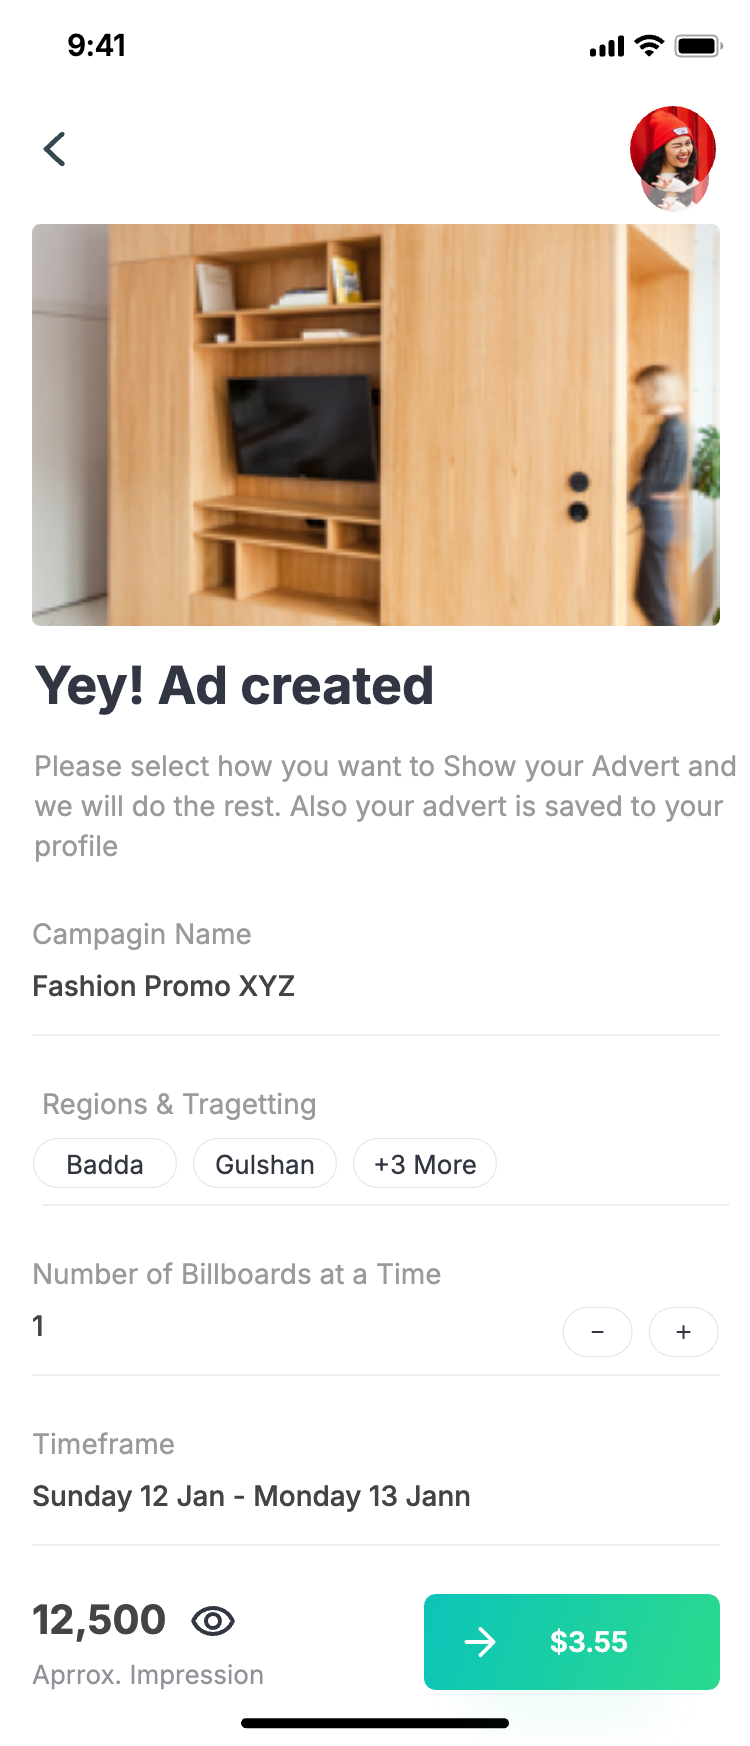 9:41
Yey! Ad created
Please select how you want to Show your Advert and
we will do the rest. Also your advert is saved to your
profile
Campagin Name
Fashion Promo XYZ
Regions & Tragetting
Badda Gulshan +3 More
Number of Billboards at a Time
1 − +
Timeframe
Sunday 12 Jan - Monday 13 Jann
12,500
$3.55
Aprrox. Impression